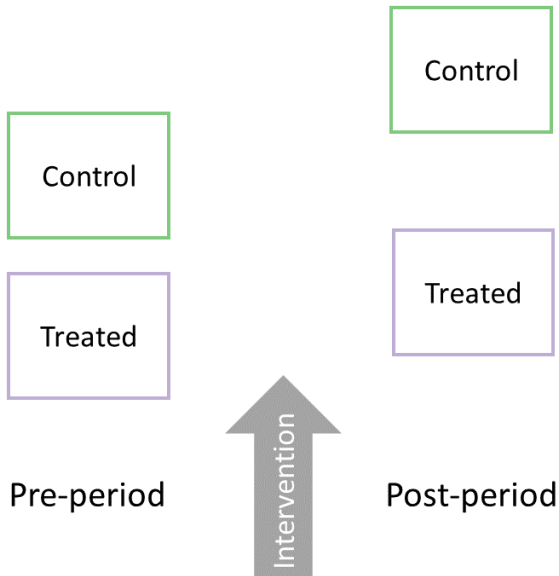 Control
Control
Treated
Treated
Intervention
Pre-period
Post-period